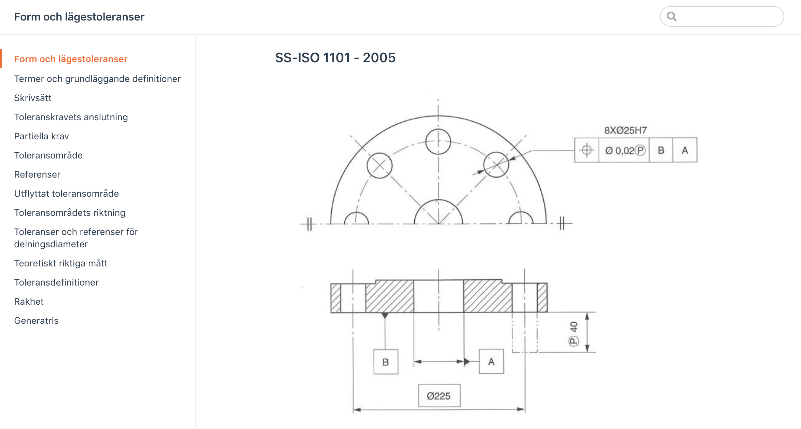 Form och lägestoleranser
Form och lägestoleranser
Termer och grundläggande definitioner
Skrivsätt
Toleranskravets anslutning
Partiella krav
Toleransområde
Referenser
Utflyttat toleransområde
Toleransområdets riktning
Toleranser och referenser för
delningsdiameter
Teoretiskt riktiga mått
Toleransdefinitioner
Rakhet
Generatris
SS-ISO 1101 - 2005
8XØ25H7
Ø 0,02Ⓟ B A
Ⓟ 40
B
A
Ø225